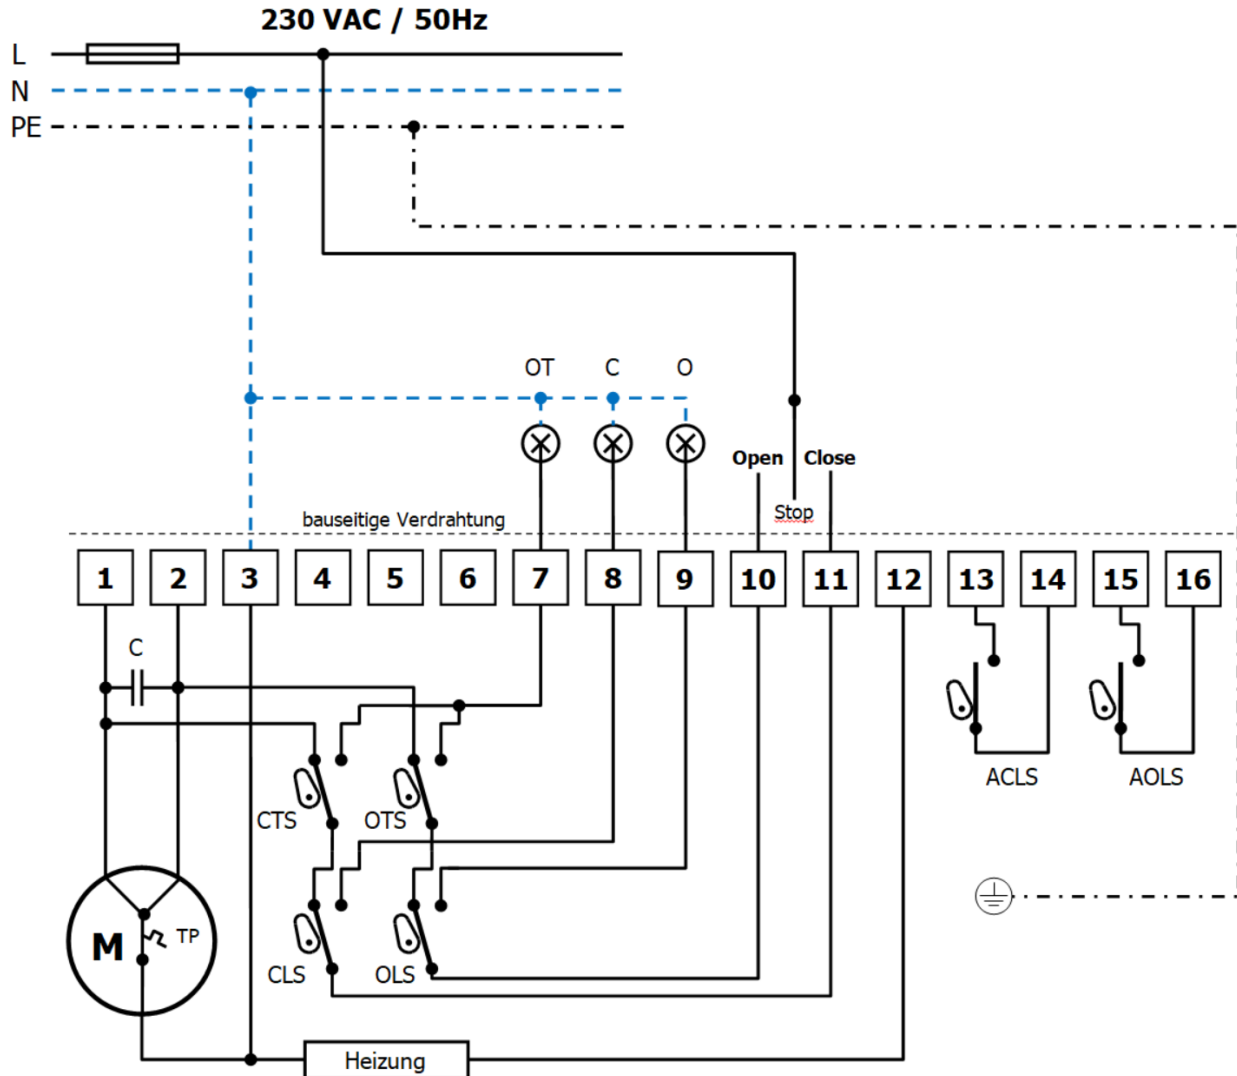 230 VAC / 50Hz
L
N
PE
OT C O
Open Close
Stop
bauseitige Verdrahtung
1 2 3 4 5 6 7 8 9 10 11 12 13 14 15 16
C
ACLS AOLS
CTS OTS
M TP
CLS OLS
Heizung